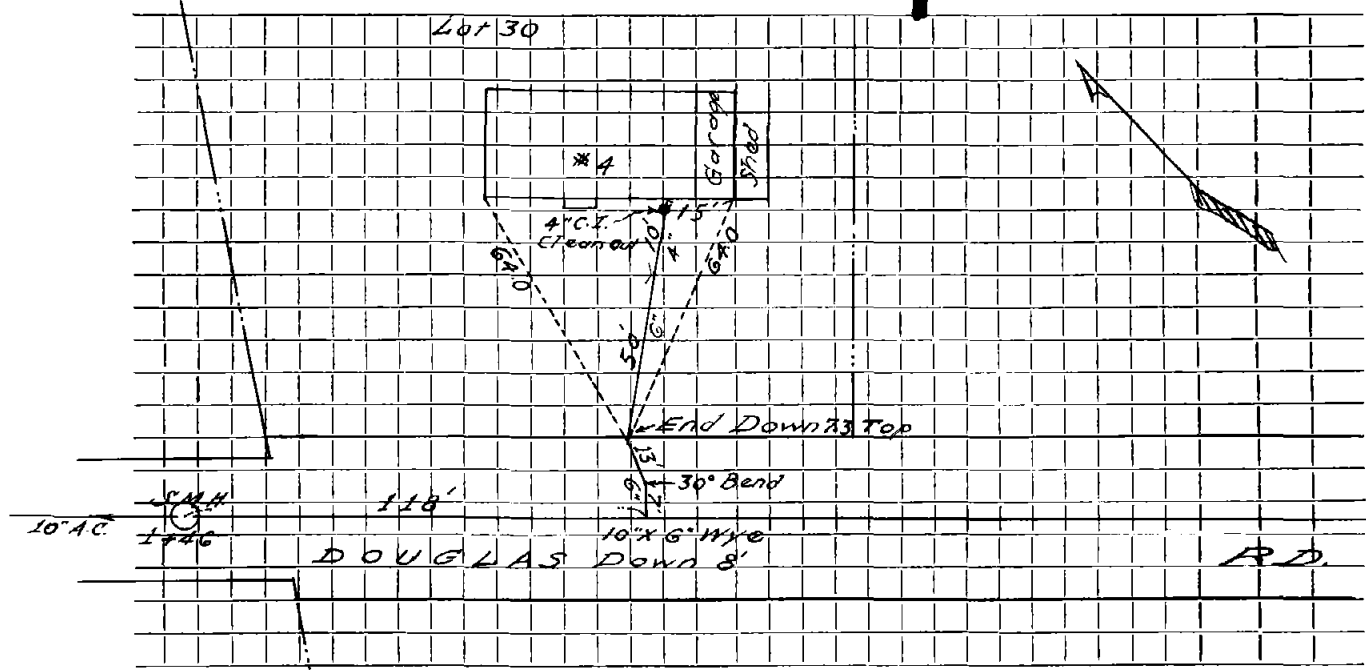 Lot 30
Garage
Shed
# 4
4" C.I.
Clean out
15'
10'
4"
64.0
64.0
50'
6"
End Down 7.3 Top
13'
30° Bend
6"
7'
SMH
118'
10" A.C.
1+46
10" X 6" Wye
DOUGLAS Down 8' RD.